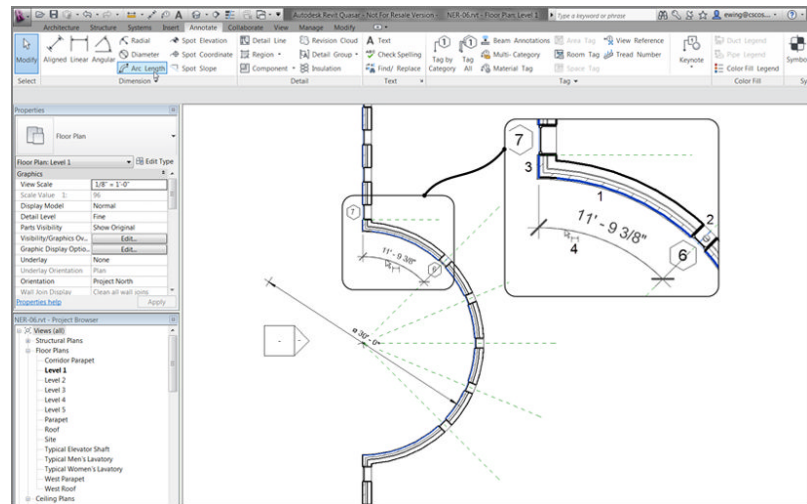 Autodesk Revit Quasar - Not For Resale Version - NER-06.rvt - Floor Plan: Level 1
Type a keyword or phrase
ewing@cscos...
Architecture Structure Systems Insert Annotate Collaborate View Manage Modify
Modify
Aligned Linear Angular
Radial
Diameter
Arc Length
Spot Elevation
Spot Coordinate
Spot Slope
Detail Line
Region
Component
Revision Cloud
Detail Group
Insulation
A Text
Check Spelling
Find/ Replace
Tag by Category
Tag All
Beam Annotations
Multi- Category
Material Tag
Area Tag
Room Tag
Space Tag
View Reference
Tread Number
Keynote
Duct Legend
Pipe Legend
Color Fill Legend
Symbol
Select Dimension Detail Text Tag Color Fill
Properties
Floor Plan
Floor Plan: Level 1 Edit Type
Graphics
View Scale 1/8" = 1'-0"
Scale Value 1: 96
Display Model Normal
Detail Level Fine
Parts Visibility Show Original
Visibility/Graphics Ov... Edit...
Graphic Display Optio... Edit...
Underlay None
Underlay Orientation Plan
Orientation Project North
Wall Join Display Clean all wall joins
Properties help Apply
NER-06.rvt - Project Browser
Views (all)
Structural Plans
Floor Plans
Corridor Parapet
Level 1
Level 2
Level 3
Level 4
Level 5
Parapet
Roof
Site
Typical Elevator Shaft
Typical Men's Lavatory
Typical Women's Lavatory
West Parapet
West Roof
Ceiling Plans
7
11' - 9 3/8"
6
ø 30' - 0"
7
3
1
2
11' - 9 3/8"
4
6